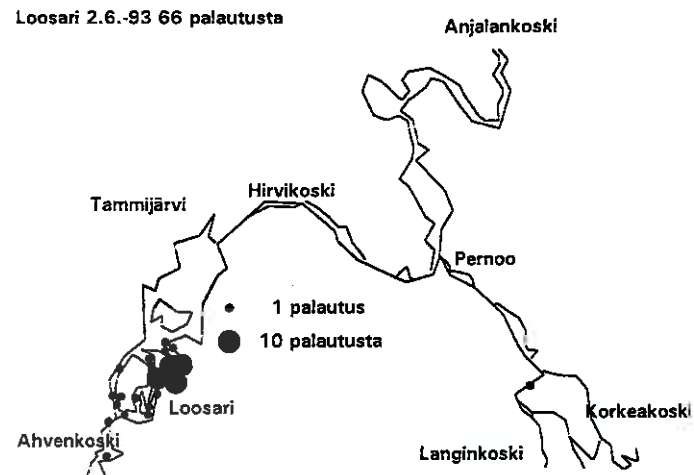 Loosari 2.6.-93 66 palautusta
Anjalankoski
Hirvikoski
Tammijärvi
Pernoo
1 palautus
10 palautusta
Loosari
Korkeakoski
Ahvenkoski
Langinkoski